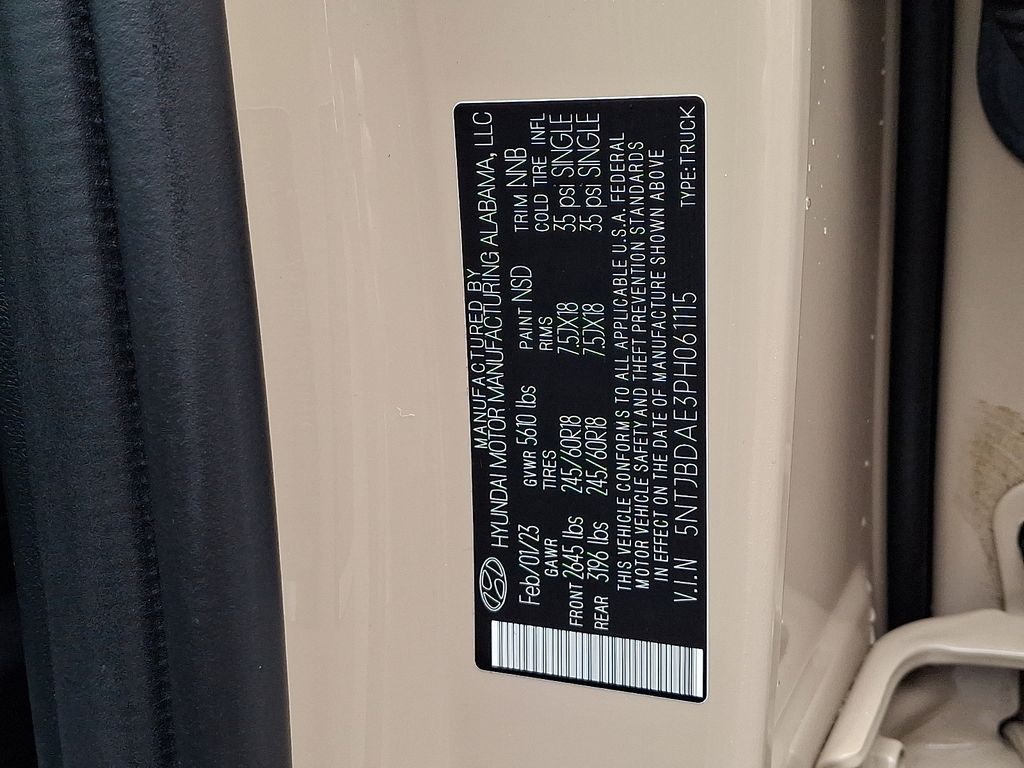 MANUFACTURED BY
HYUNDAI MOTOR MANUFACTURING ALABAMA, LLC
Feb/01/23 GVWR 5610 lbs PAINT NSD TRIM NNB
GAWR TIRES RIMS COLD TIRE INFL
FRONT 2645 lbs 245/60R18 7.5JX18 35 psi SINGLE
REAR 3196 lbs 245/60R18 7.5JX18 35 psi SINGLE
THIS VEHICLE CONFORMS TO ALL APPLICABLE U.S.A. FEDERAL
MOTOR VEHICLE SAFETY AND THEFT PREVENTION STANDARDS
IN EFFECT ON THE DATE OF MANUFACTURE SHOWN ABOVE
V.I.N 5NTJBDAE3PH061115 TYPE:TRUCK